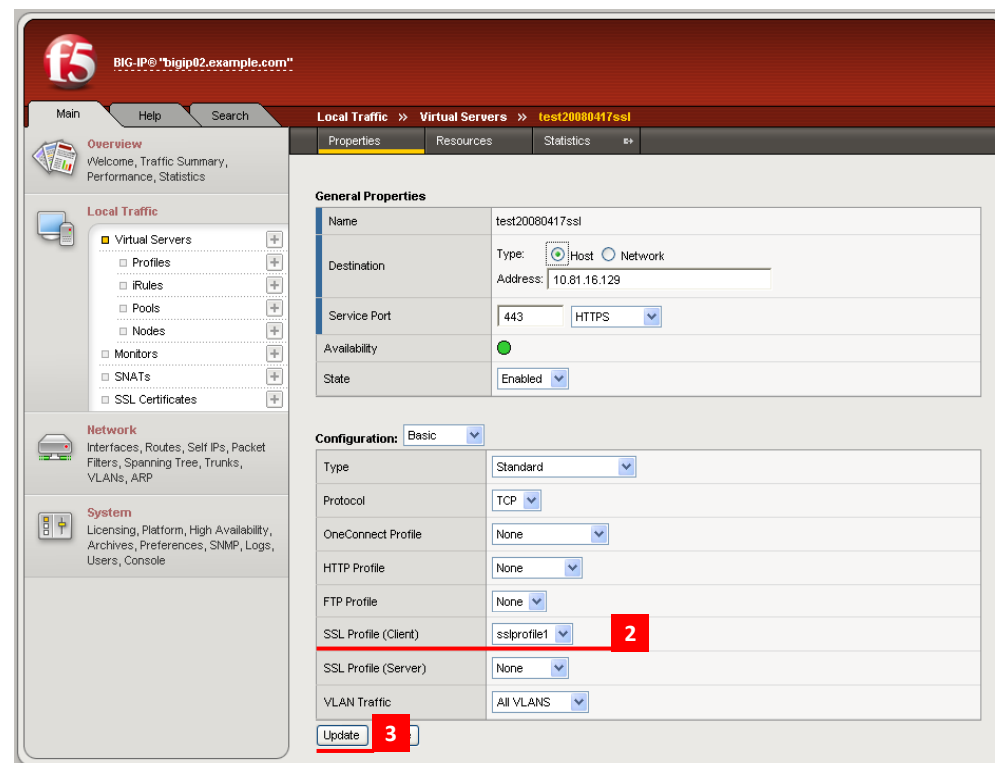 f5
BIG-IP® "bigip02.example.com"
Main
Help
Search
Local Traffic » Virtual Servers » test20080417ssl
Properties
Resources
Statistics
Overview
Welcome, Traffic Summary,
Performance, Statistics
Local Traffic
Virtual Servers
Profiles
iRules
Pools
Nodes
Monitors
SNATs
SSL Certificates
Network
Interfaces, Routes, Self IPs, Packet
Filters, Spanning Tree, Trunks,
VLANs, ARP
System
Licensing, Platform, High Availability,
Archives, Preferences, SNMP, Logs,
Users, Console
General Properties
Name test20080417ssl
Destination
Type: Host Network
Address: 10.81.16.129
Service Port 443 HTTPS
Availability
State Enabled
Configuration: Basic
Type Standard
Protocol TCP
OneConnect Profile None
HTTP Profile None
FTP Profile None
SSL Profile (Client) sslprofile1 2
SSL Profile (Server) None
VLAN Traffic All VLANS
Update 3